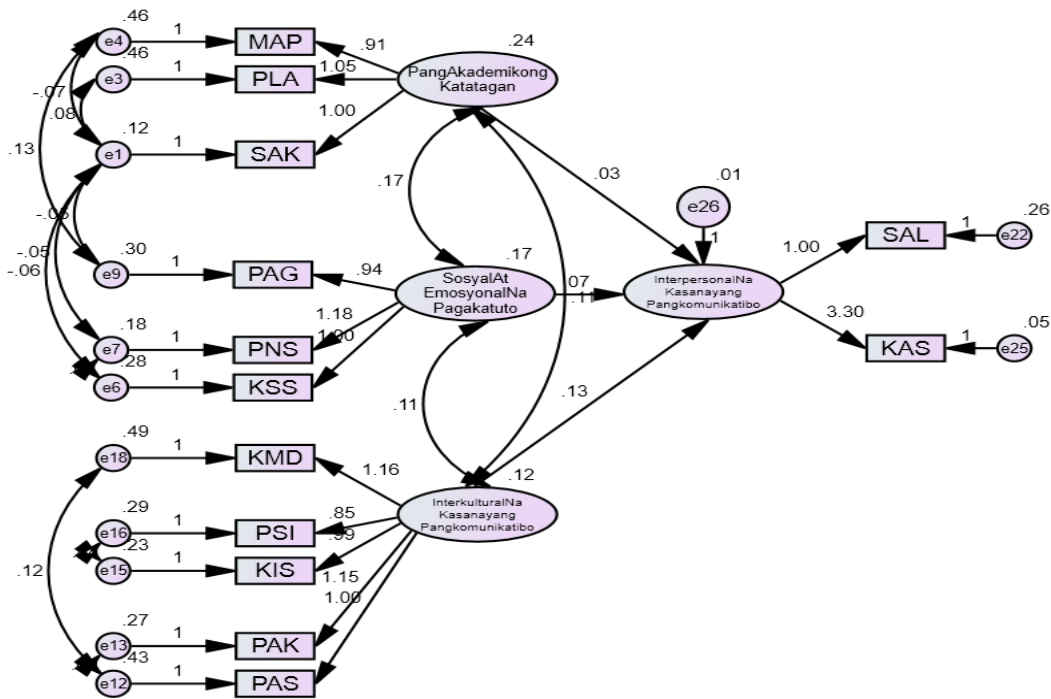 .46
e4
1
MAP
.91
.24
PangAkademikong
Katatagan
.46
e3
1
PLA
1.05
-.07
.08
1.00
.12
e1
1
SAK
.13
.17
.03
.01
e26
1
-.05
-.06
.30
e9
1
PAG
.94
.17
SosyalAt
EmosyonalNa
Pagakatuto
.07
.11
InterpersonalNa
Kasanayang
Pangkomunikatibo
1.00
SAL
1
.26
e22
3.30
KAS
1
.05
e25
1.18
1.00
.18
e7
1
PNS
.28
e6
1
KSS
.11
.13
.49
e18
1
KMD
1.16
.12
InterkulturalNa
Kasanayang
Pangkomunikatibo
.29
e16
1
PSI
.85
.99
.23
e15
1
KIS
1.15
1.00
.12
.27
e13
1
PAK
.43
e12
1
PAS